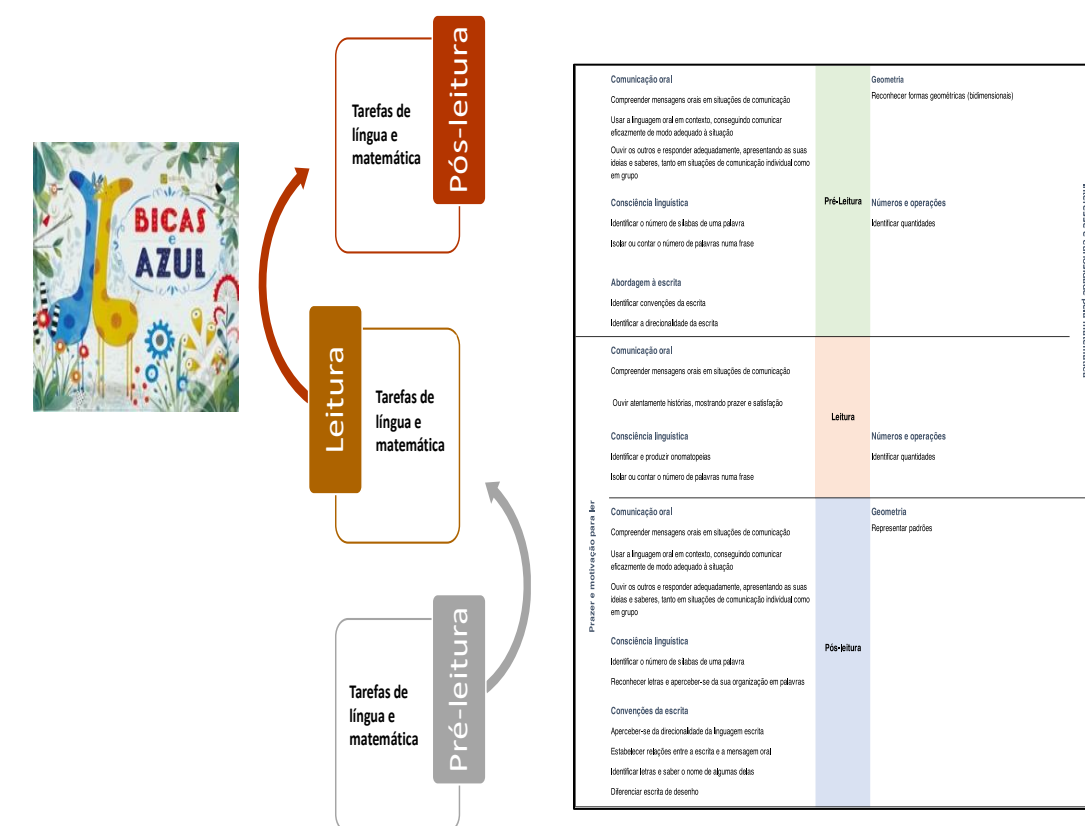 BICAS
e
AZUL
Tarefas de
língua e
matemática
Pós-leitura
Leitura
Tarefas de
língua e
matemática
Tarefas de
língua e
matemática
Pré-leitura
Prazer e motivação para ler
Comunicação oral
Compreender mensagens orais em situações de comunicação
Usar a linguagem oral em contexto, conseguindo comunicar
eficazmente de modo adequado à situação
Ouvir os outros e responder adequadamente, apresentando as suas
ideias e saberes, tanto em situações de comunicação individual como
em grupo
Consciência linguística
Identificar o número de sílabas de uma palavra
Isolar ou contar o número de palavras numa frase
Abordagem à escrita
Identificar convenções da escrita
Identificar a direcionalidade da escrita
Pré-Leitura
Geometria
Reconhecer formas geométricas (bidimensionais)
Números e operações
Identificar quantidades
Comunicação oral
Compreender mensagens orais em situações de comunicação
Ouvir atentamente histórias, mostrando prazer e satisfação
Consciência linguística
Identificar e produzir onomatopeias
Isolar ou contar o número de palavras numa frase
Leitura
Números e operações
Identificar quantidades
Comunicação oral
Compreender mensagens orais em situações de comunicação
Usar a linguagem oral em contexto, conseguindo comunicar
eficazmente de modo adequado à situação
Ouvir os outros e responder adequadamente, apresentando as suas
ideias e saberes, tanto em situações de comunicação individual como
em grupo
Consciência linguística
Identificar o número de sílabas de uma palavra
Reconhecer letras e aperceber-se da sua organização em palavras
Convenções da escrita
Aperceber-se da direcionalidade da linguagem escrita
Estabelecer relações entre a escrita e a mensagem oral
Identificar letras e saber o nome de algumas delas
Diferenciar escrita de desenho
Pós-leitura
Geometria
Representar padrões